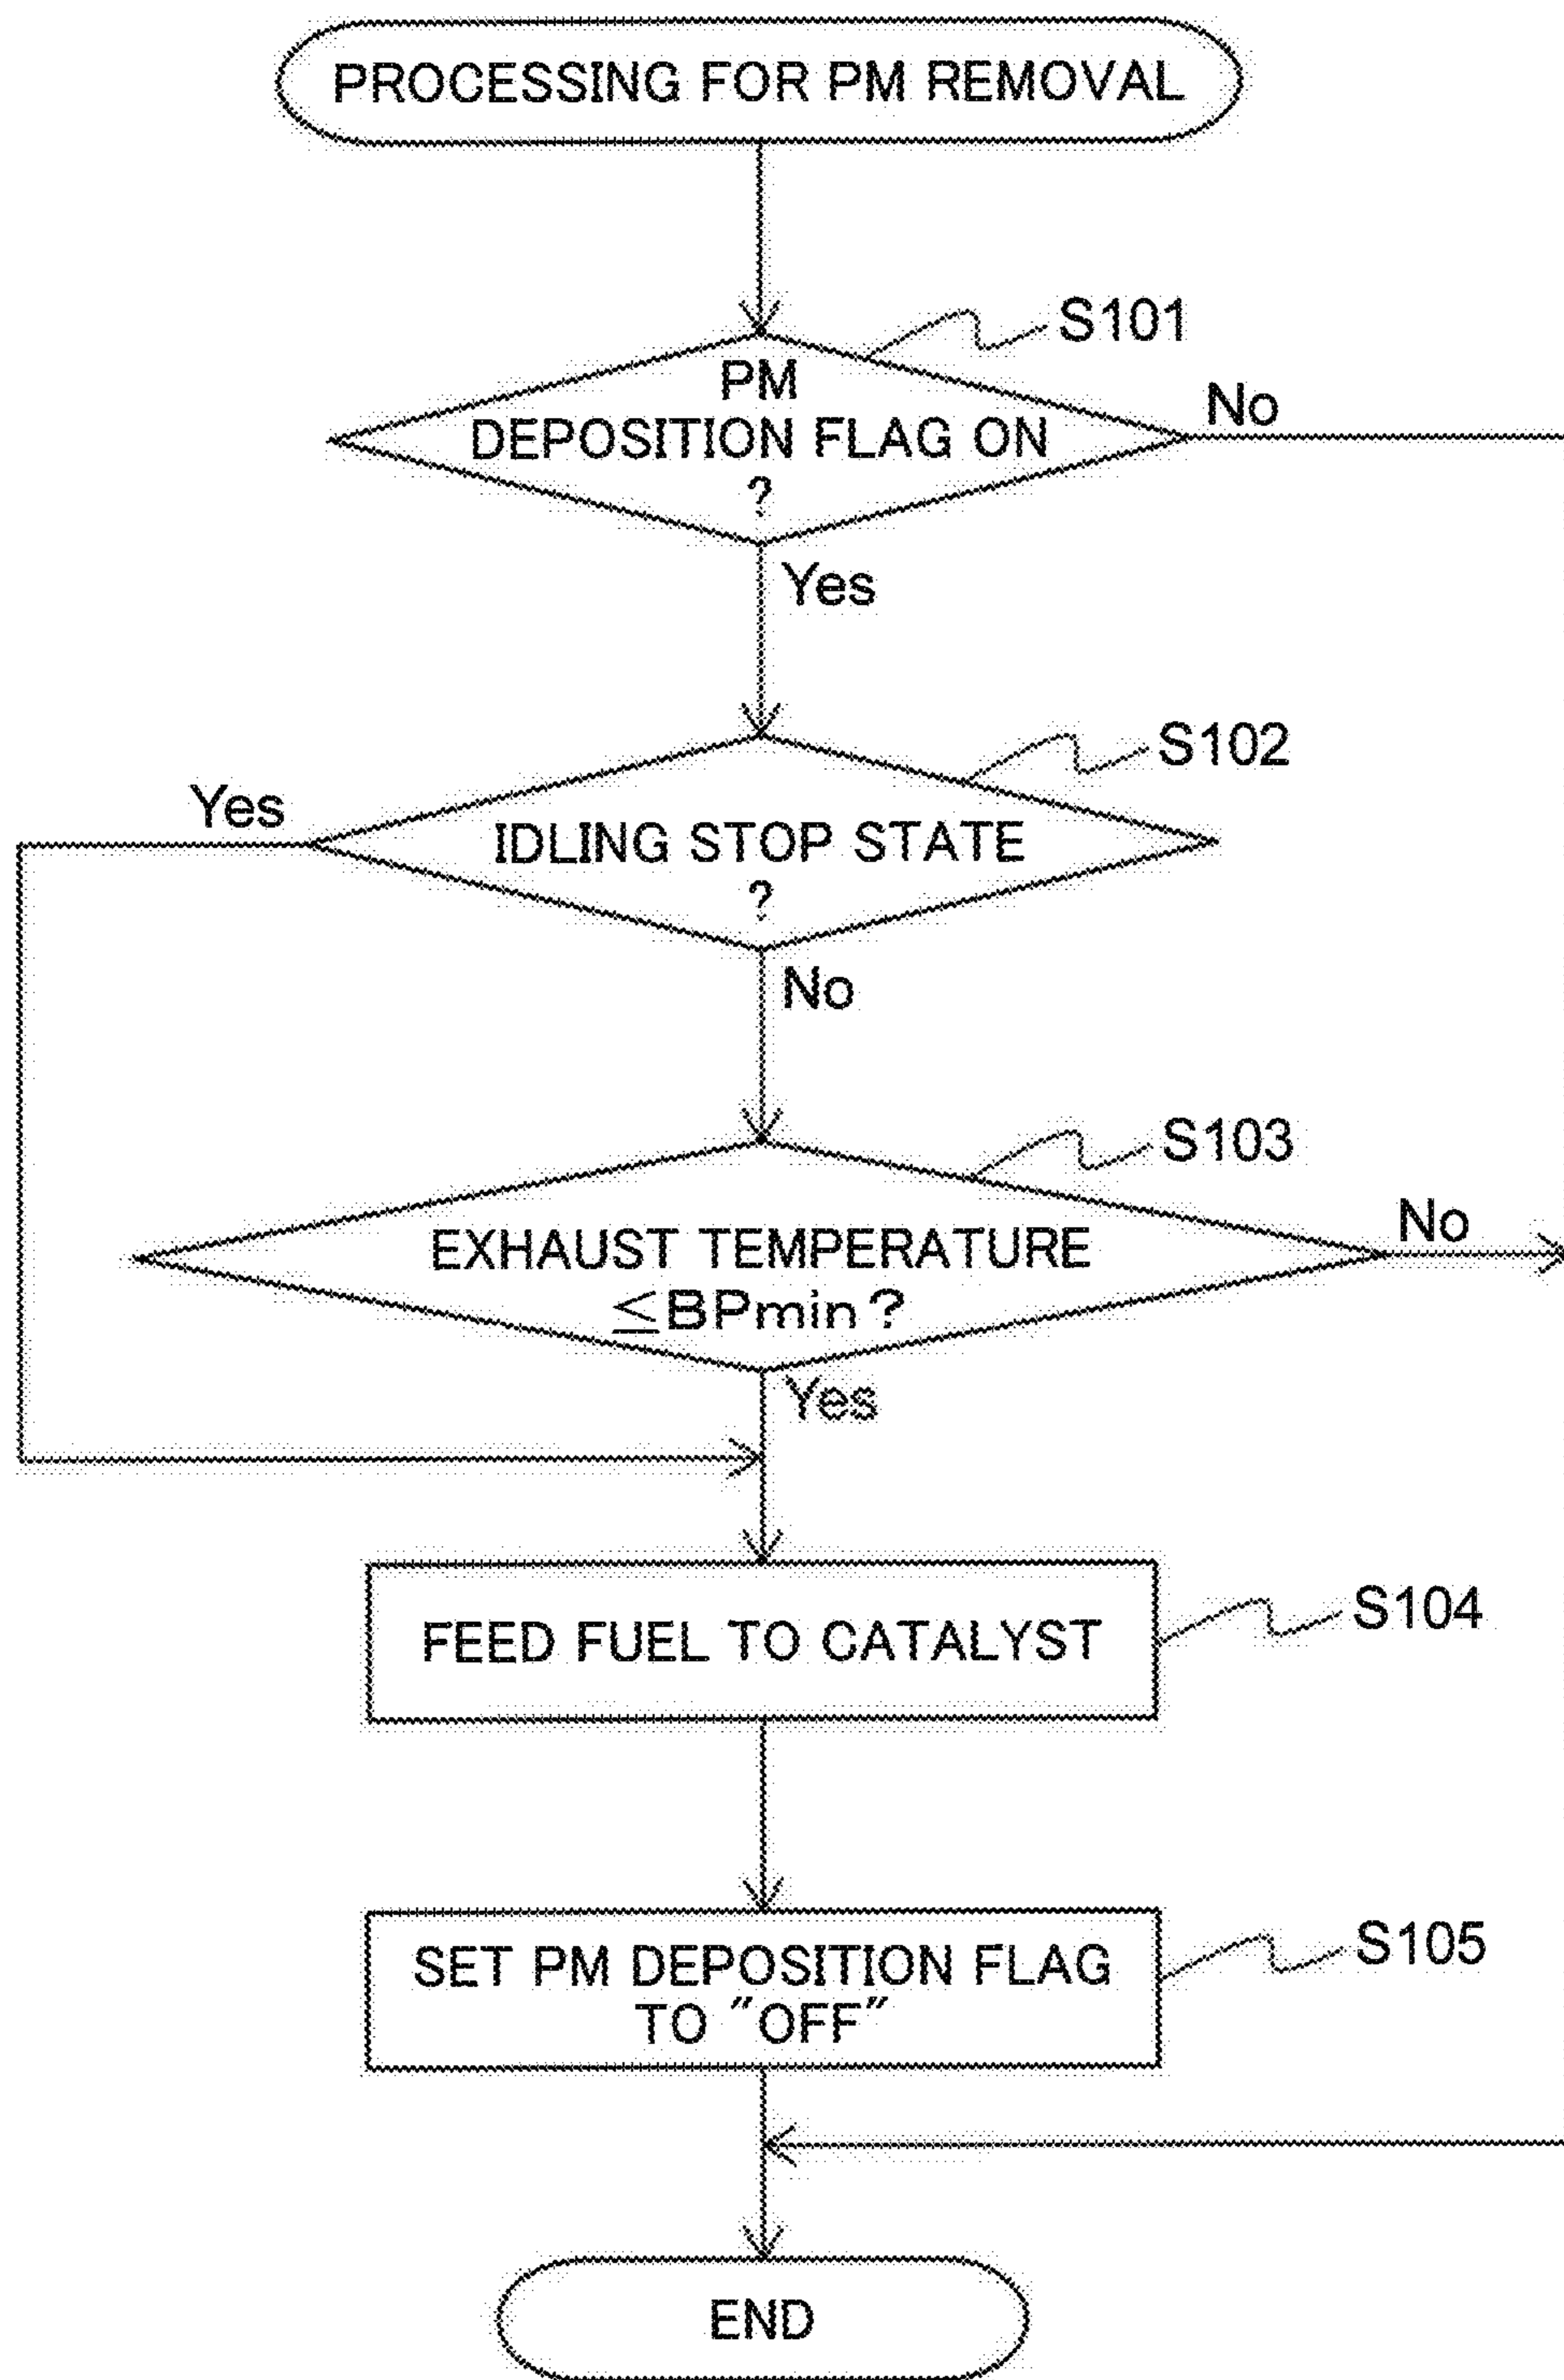 PROCESSING FOR PM REMOVAL
S101
PM
DEPOSITION FLAG ON
?
No
Yes
S102
Yes
IDLING STOP STATE
?
No
S103
EXHAUST TEMPERATURE
≦BPmin?
No
Yes
FEED FUEL TO CATALYST
S104
SET PM DEPOSITION FLAG
TO "OFF"
S105
END